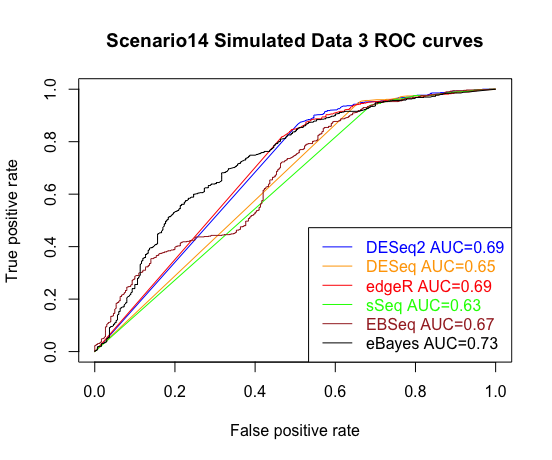 Scenario14 Simulated Data 3 ROC curves
True positive rate
1.0
0.8
0.6
0.4
0.2
0.0
DESeq2 AUC=0.69
DESeq AUC=0.65
edgeR AUC=0.69
sSeq AUC=0.63
EBSeq AUC=0.67
eBayes AUC=0.73
0.0 0.2 0.4 0.6 0.8 1.0
False positive rate